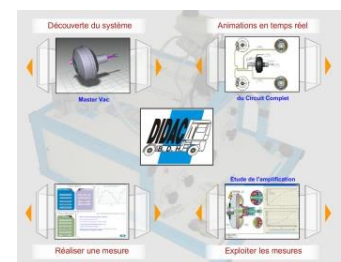 Découverte du système
Animations en temps réel
Master Vac
du Circuit Complet
DIDAC
B.D.H.
Étude de l'amplification
Réaliser une mesure
Exploiter les mesures